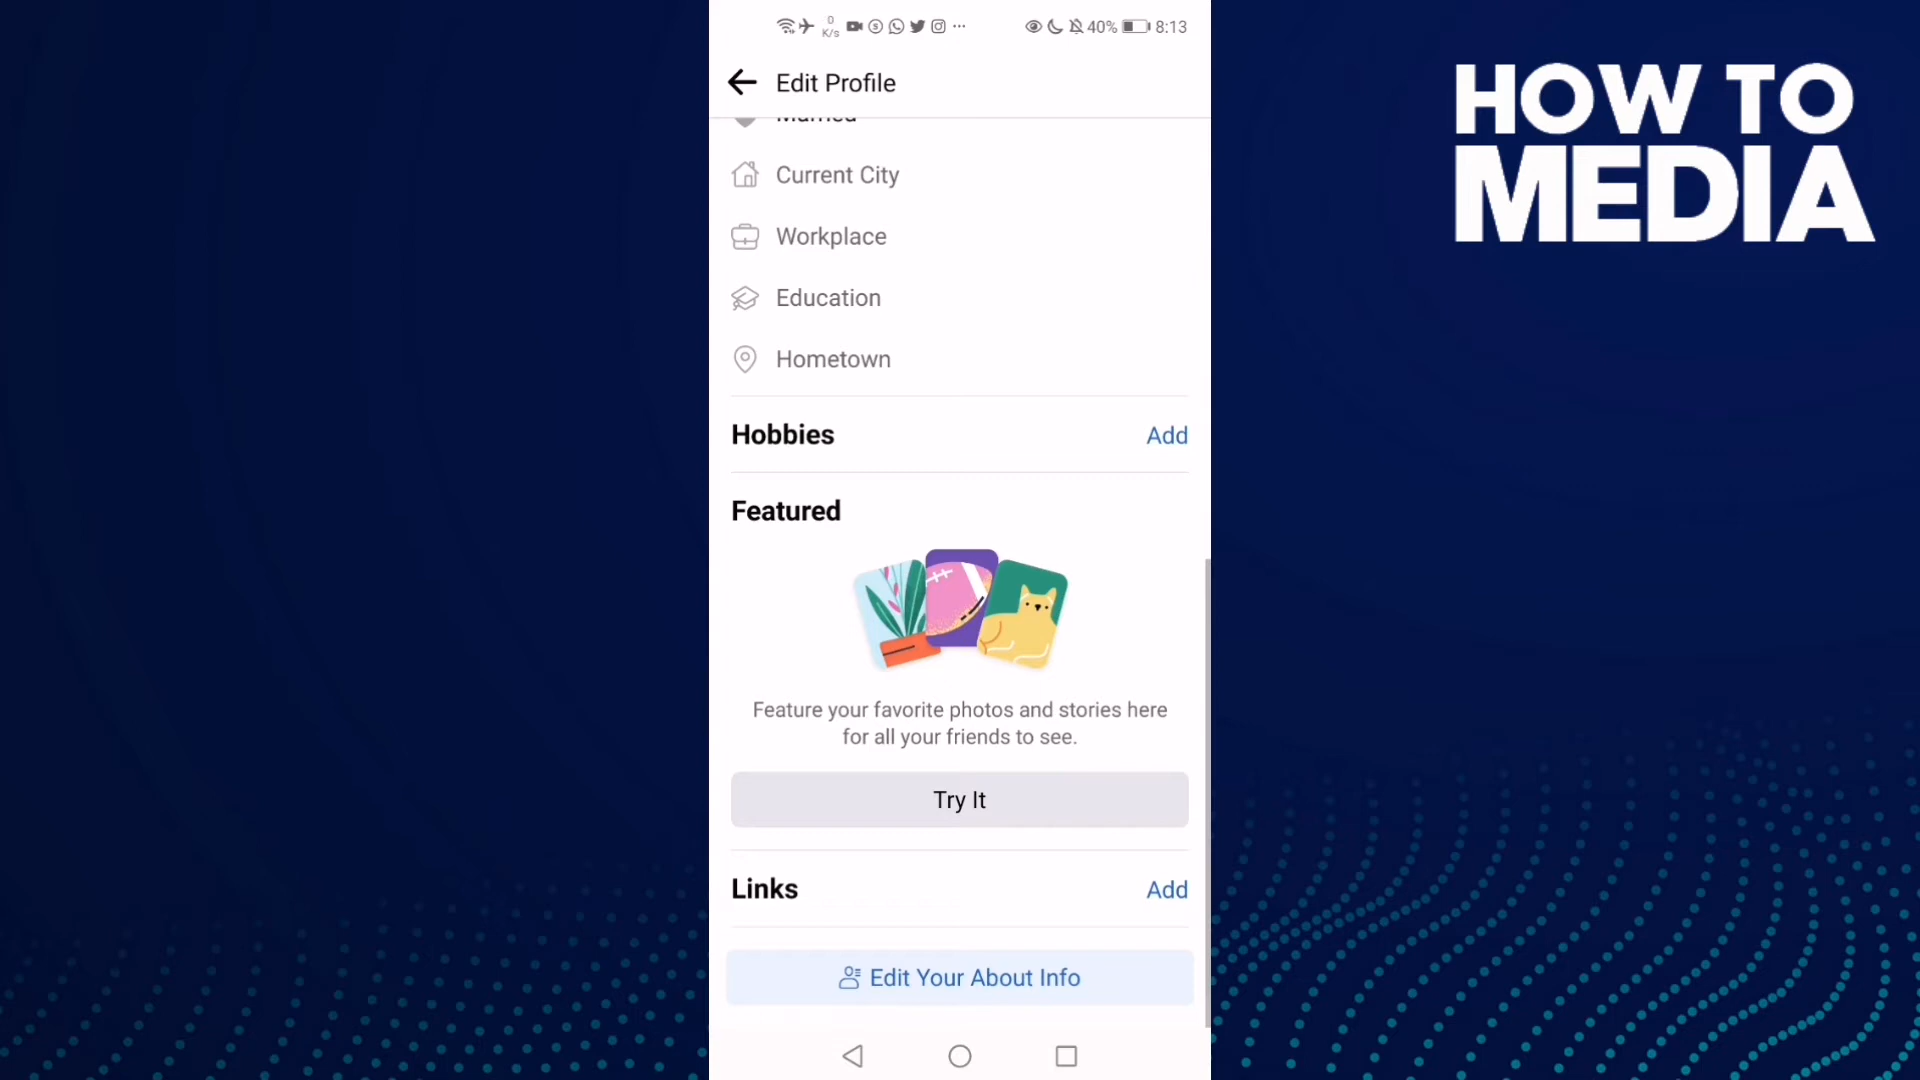 0
K/s
40%
8:13
Edit Profile
Married
Current City
Workplace
Education
Hometown
Hobbies
Add
Featured
Feature your favorite photos and stories here
for all your friends to see.
Try It
Links
Add
Edit Your About Info
HOW TO
MEDIA